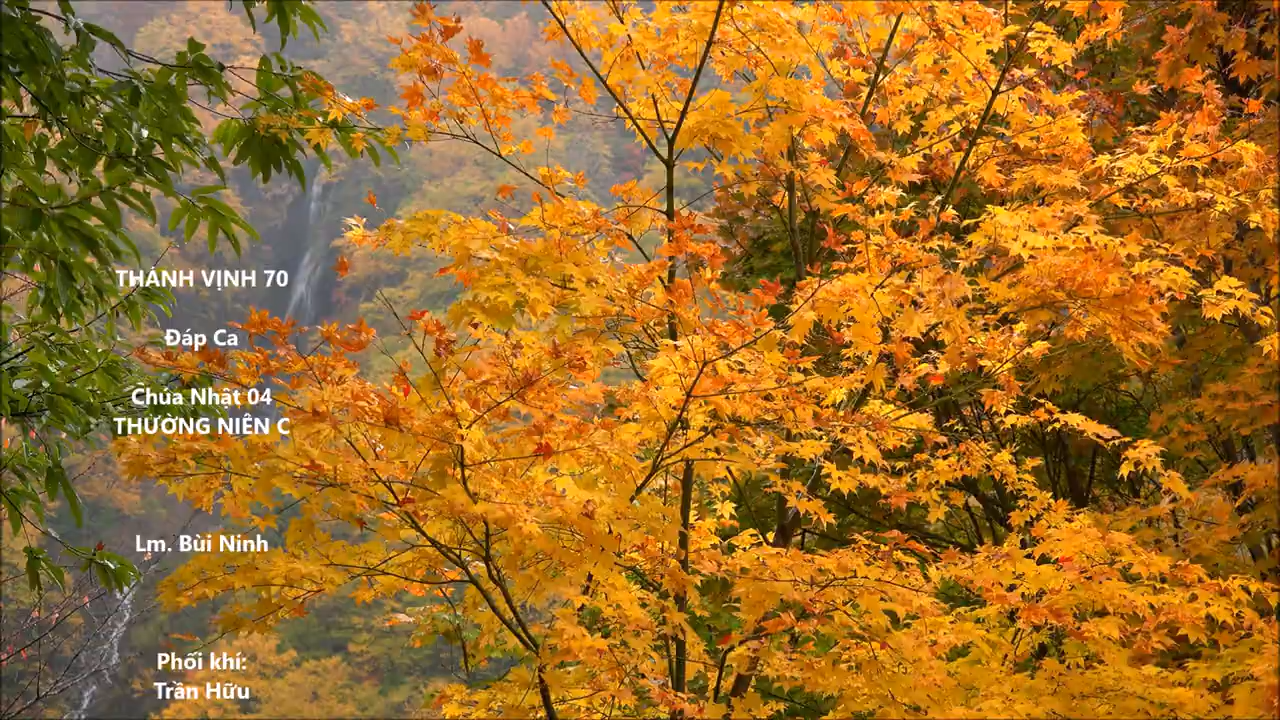 THÁNH VỊNH 70
Đáp Ca
Chúa Nhật 04
THƯỜNG NIÊN C
Lm. Bùi Ninh
Phối khí:
Trần Hữu